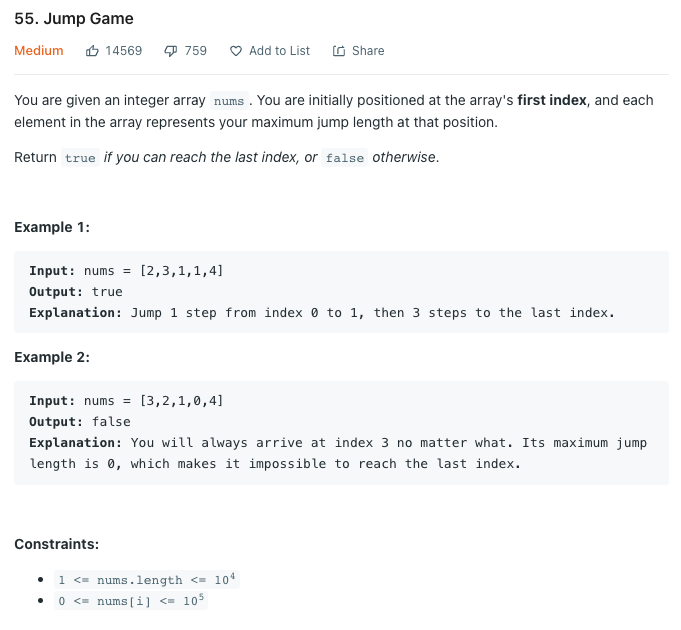 55. Jump Game
Medium 14569 759 Add to List Share
You are given an integer array nums . You are initially positioned at the array's first index, and each
element in the array represents your maximum jump length at that position.
Return true if you can reach the last index, or false otherwise.
Example 1:
Input: nums = [2,3,1,1,4]
Output: true
Explanation: Jump 1 step from index 0 to 1, then 3 steps to the last index.
Example 2:
Input: nums = [3,2,1,0,4]
Output: false
Explanation: You will always arrive at index 3 no matter what. Its maximum jump
length is 0, which makes it impossible to reach the last index.
Constraints:
• 1 <= nums.length <= 10⁴
• 0 <= nums[i] <= 10⁵